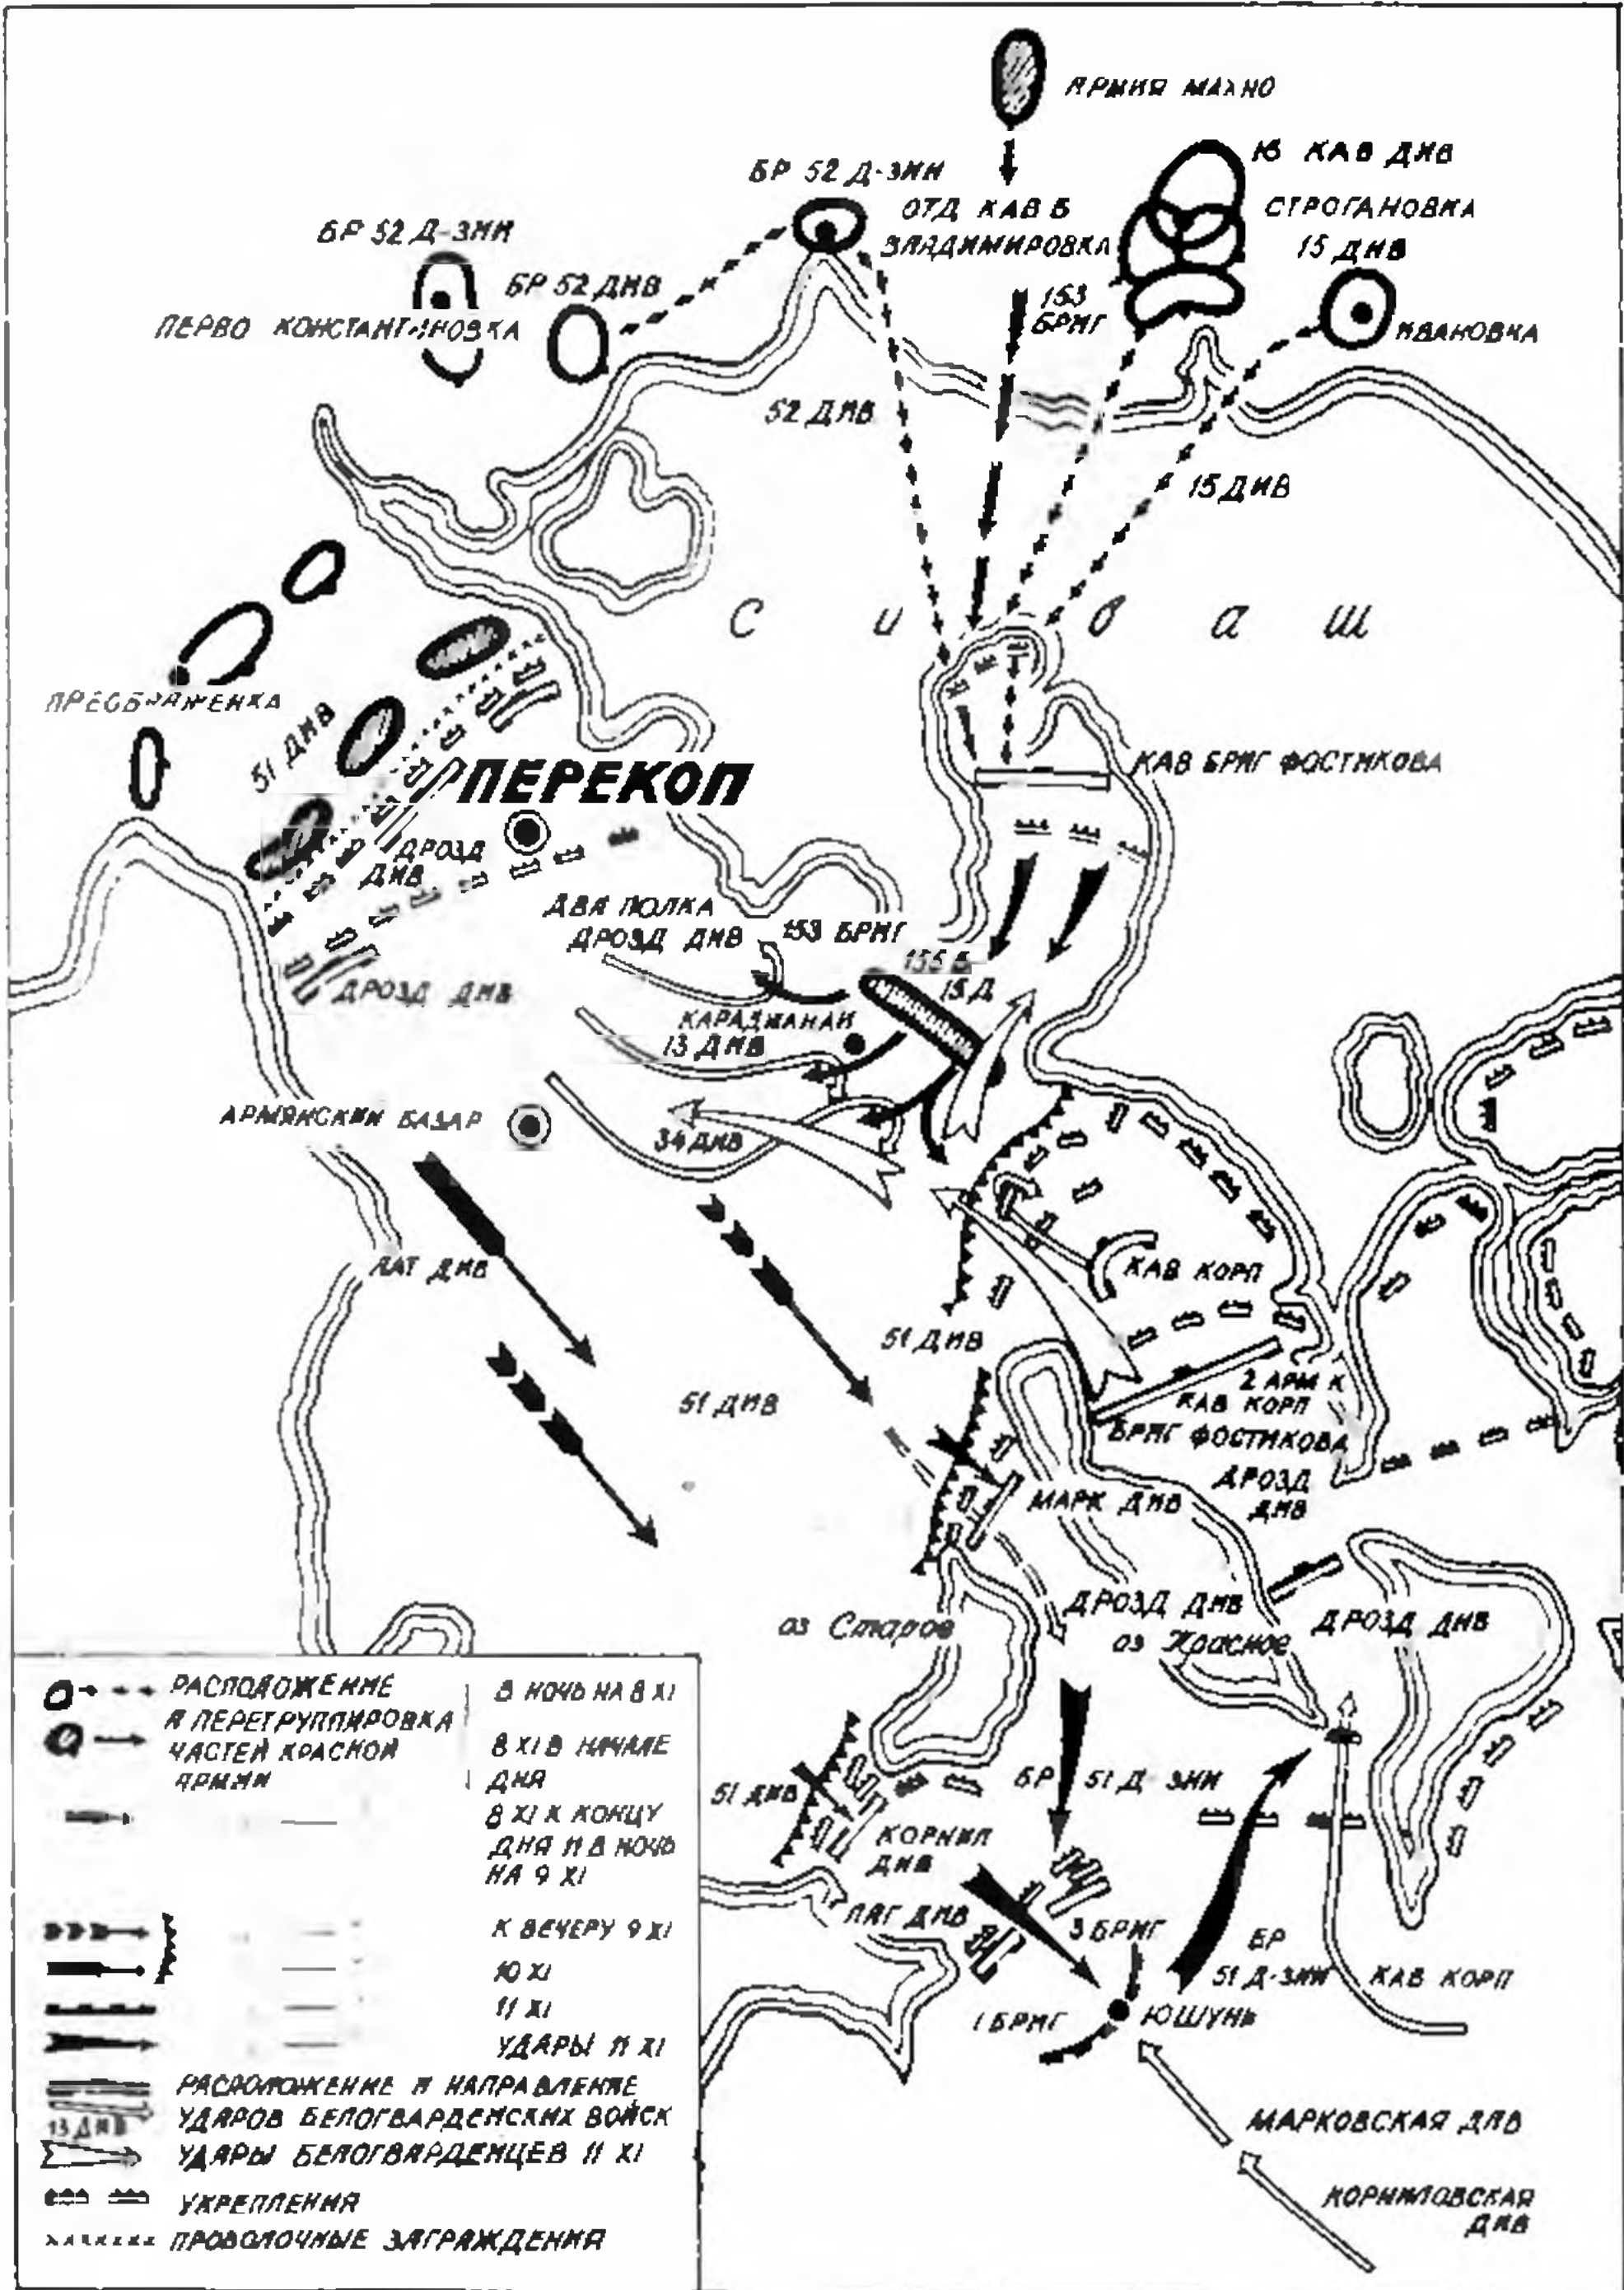 АРМИЯ МАХНО
БР 52 Д-ЗИИ
16 КАВ ДИВ
ОТД КАВ Б
СТРОГАНОВКА
БР 52 Д-ЗИИ
ВЛАДИМИРОВКА
15 ДИВ
БР 52 ДИВ
153
БРИГ
ПЕРВО КОНСТАНТИНОВКА
ИВАНОВКА
52 ДИВ
15 ДИВ
С и в а ш
ПРЕОБРАЖЕНКА
51 ДИВ
ПЕРЕКОП
КАВ БРИГ ФОСТИКОВА
ДРОЗД
ДИВ
ДВА ПОЛКА
ДРОЗД ДИВ
153 БРИГ
155 Б
15 Д
ДРОЗД ДИВ
КАРАДЖАНАЙ
13 ДИВ
АРМЯНСКИЙ БАЗАР
34 ДИВ
ЛАТ ДИВ
КАВ КОРП
51 ДИВ
51 ДИВ
2 АРМ К
КАВ КОРП
БРИГ ФОСТИКОВА
ДРОЗД
ДИВ
МАРК ДИВ
ДРОЗД ДИВ
оз Старое
оз Красное
ДРОЗД ДИВ
51 ДИВ
БР 51 Д-ЗИИ
КОРНИЛ
ДИВ
ЛАТ ДИВ
3 БРИГ
БР
51 Д-ЗИИ
КАВ КОРП
1 БРИГ
ЮШУНЬ
МАРКОВСКАЯ ДИВ
КОРНИЛОВСКАЯ
ДИВ
РАСПОЛОЖЕНИЕ
И ПЕРЕГРУППИРОВКА
ЧАСТЕЙ КРАСНОЙ
АРМИИ
В НОЧЬ НА 8 XI
8 XI В НАЧАЛЕ
ДНЯ
8 XI К КОНЦУ
ДНЯ И В НОЧЬ
НА 9 XI
К ВЕЧЕРУ 9 XI
10 XI
11 XI
УДАРЫ 11 XI
РАСПОЛОЖЕНИЕ И НАПРАВЛЕНИЕ
УДАРОВ БЕЛОГВАРДЕЙСКИХ ВОЙСК
13 ДИВ
УДАРЫ БЕЛОГВАРДЕЙЦЕВ 11 XI
УКРЕПЛЕНИЯ
ПРОВОЛОЧНЫЕ ЗАГРАЖДЕНИЯ